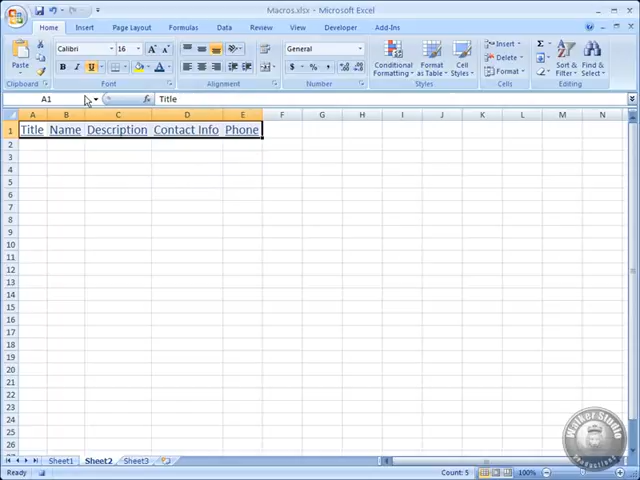 Macros.xlsx - Microsoft Excel
Home Insert Page Layout Formulas Data Review View Developer Add-Ins
Calibri 16 A A General Insert Σ
Paste B I U A $ % , Conditional Formatting Format as Table Cell Styles Delete Format Sort & Filter Find & Select
Clipboard Font Alignment Number Styles Cells Editing
A1 fx Title
A B C D E F G H I J K L M N
1 Title Name Description Contact Info Phone
2
3
4
5
6
7
8
9
10
11
12
13
14
15
16
17
18
19
20
21
22
23
24
25
26
Sheet1 Sheet2 Sheet3
Ready Count: 5 100%
Walker Studio
Productions